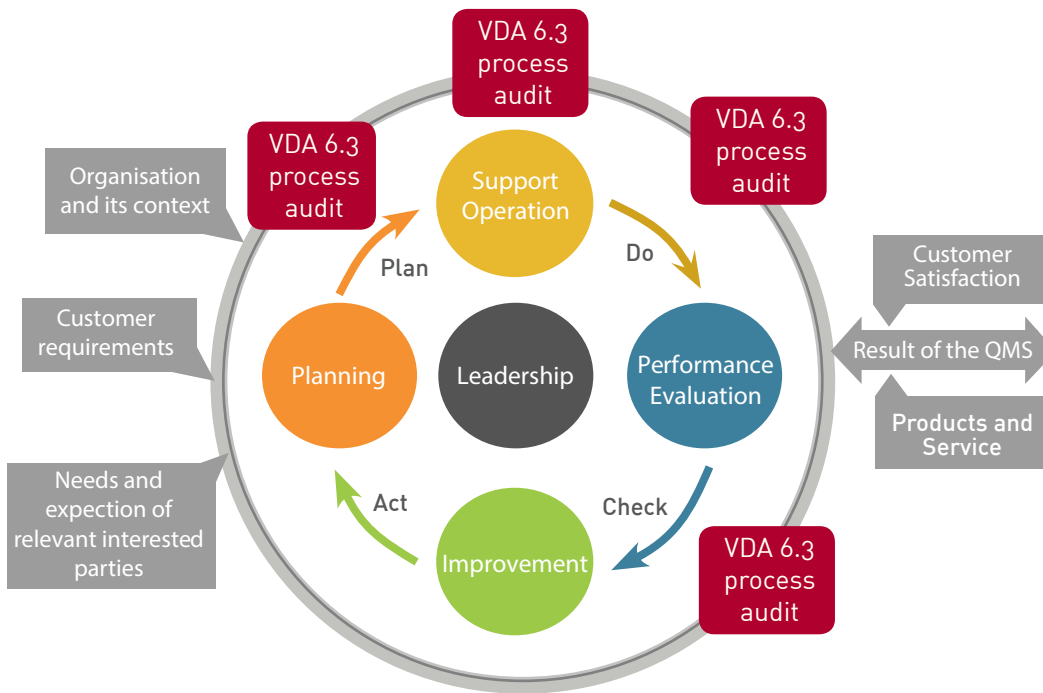 VDA 6.3
process
audit
VDA 6.3
process
audit
VDA 6.3
process
audit
Organisation
and its context
Support
Operation
Plan
Do
Customer
Satisfaction
Customer
requirements
Planning
Leadership
Performance
Evaluation
Result of the QMS
Products and
Service
Needs and
expection of
relevant interested
parties
Act
Check
Improvement
VDA 6.3
process
audit